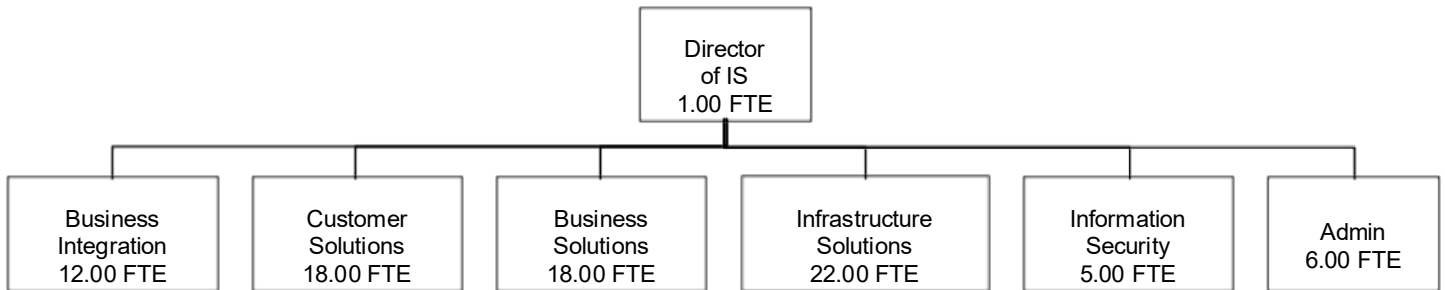 Director
of IS
1.00 FTE
Business
Integration
12.00 FTE
Customer
Solutions
18.00 FTE
Business
Solutions
18.00 FTE
Infrastructure
Solutions
22.00 FTE
Information
Security
5.00 FTE
Admin
6.00 FTE